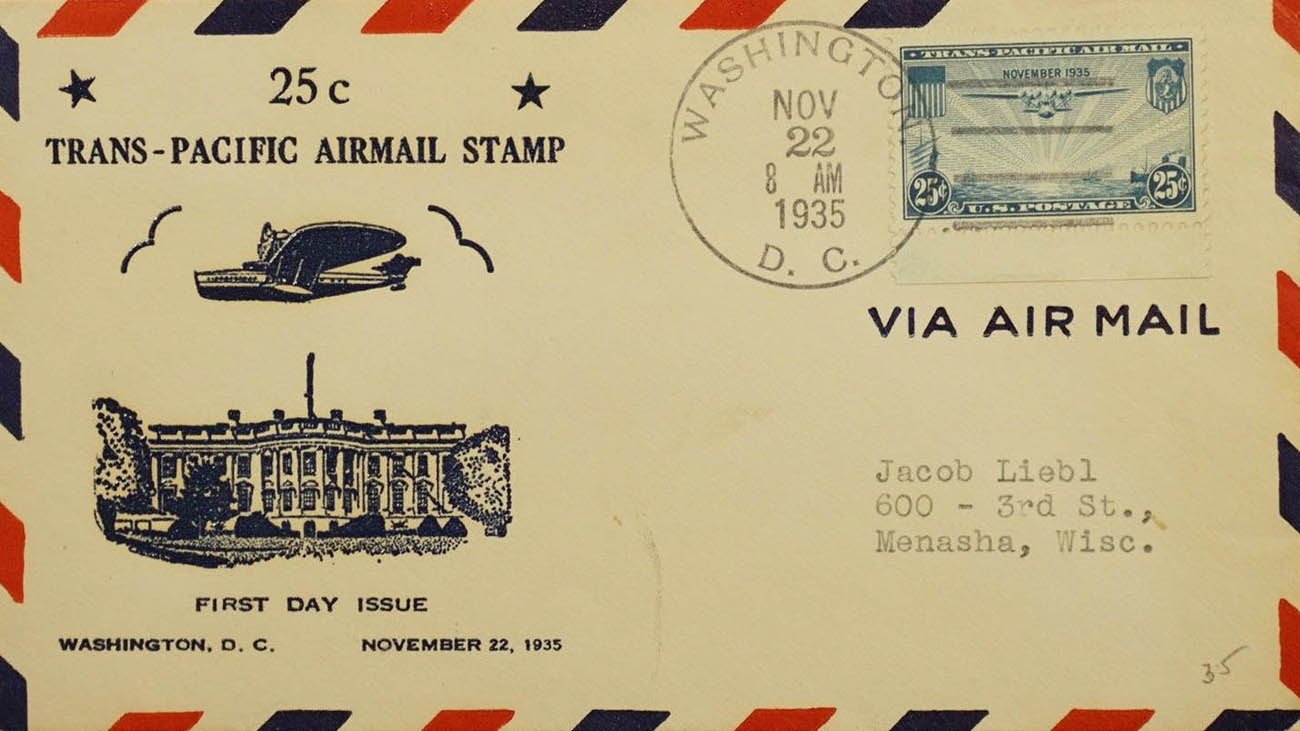 25c
TRANS-PACIFIC AIRMAIL STAMP
WASHINGTON
NOV
22
8 AM
1935
D. C.
TRANS-PACIFIC AIR MAIL
NOVEMBER 1935
25¢ 25¢
U.S. POSTAGE
VIA AIR MAIL
Jacob Liebl
600 - 3rd St.,
Menasha, Wisc.
FIRST DAY ISSUE
WASHINGTON, D. C. NOVEMBER 22, 1935
35